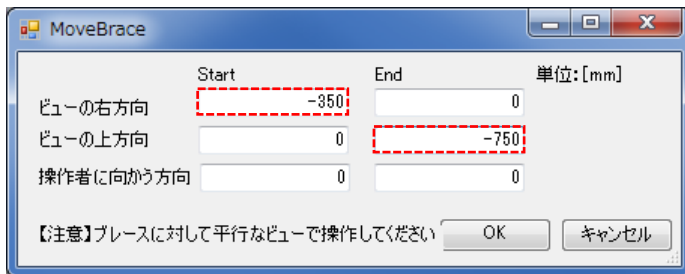 MoveBrace
Start End 単位:[mm]
ビューの右方向 -350 0
ビューの上方向 0 -750
操作者に向かう方向 0 0
【注意】ブレースに対して平行なビューで操作してください OK キャンセル